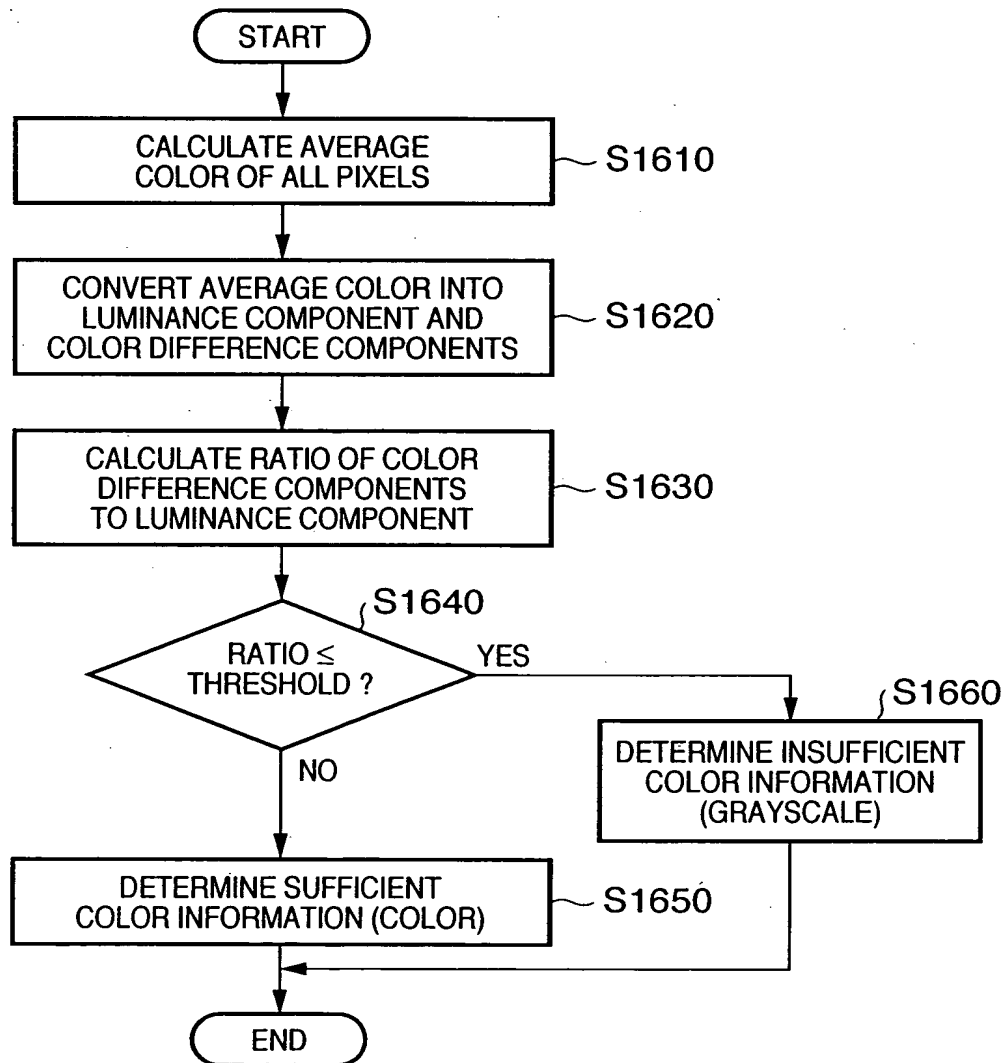 START
CALCULATE AVERAGE
COLOR OF ALL PIXELS
S1610
CONVERT AVERAGE COLOR INTO
LUMINANCE COMPONENT AND
COLOR DIFFERENCE COMPONENTS
S1620
CALCULATE RATIO OF COLOR
DIFFERENCE COMPONENTS
TO LUMINANCE COMPONENT
S1630
S1640
RATIO ≤
THRESHOLD ?
YES
NO
S1660
DETERMINE INSUFFICIENT
COLOR INFORMATION
(GRAYSCALE)
DETERMINE SUFFICIENT
COLOR INFORMATION (COLOR)
S1650
END